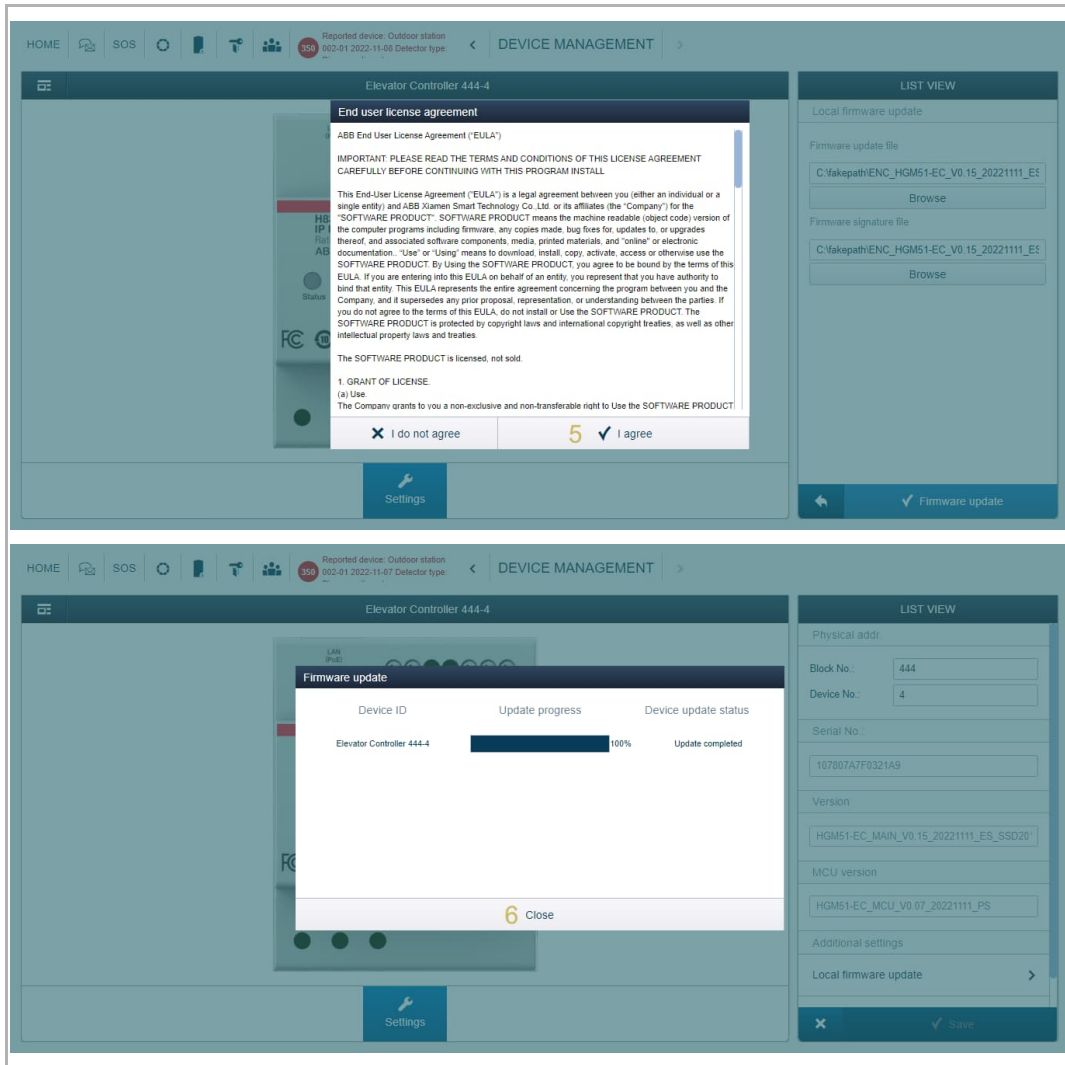 HOME SOS 350 Reported device: Outdoor station
002-01 2022-11-06 Detector type:
DEVICE MANAGEMENT
Elevator Controller 444-4
End user license agreement
ABB End User License Agreement ("EULA")
IMPORTANT: PLEASE READ THE TERMS AND CONDITIONS OF THIS LICENSE AGREEMENT
CAREFULLY BEFORE CONTINUING WITH THIS PROGRAM INSTALL
This End-User License Agreement ("EULA") is a legal agreement between you (either an individual or a
single entity) and ABB Xiamen Smart Technology Co.,Ltd. or its affiliates (the "Company") for the
"SOFTWARE PRODUCT". SOFTWARE PRODUCT means the machine readable (object code) version of
the computer programs including firmware, any copies made, bug fixes for, updates to, or upgrades
thereof, and associated software components, media, printed materials, and "online" or electronic
documentation.. "Use" or "Using" means to download, install, copy, activate, access or otherwise use the
SOFTWARE PRODUCT. By Using the SOFTWARE PRODUCT, you agree to be bound by the terms of this
EULA. If you are entering into this EULA on behalf of an entity, you represent that you have authority to
bind that entity. This EULA represents the entire agreement concerning the program between you and the
Company, and it supersedes any prior proposal, representation, or understanding between the parties. If
you do not agree to the terms of this EULA, do not install or Use the SOFTWARE PRODUCT. The
SOFTWARE PRODUCT is protected by copyright laws and international copyright treaties, as well as other
intellectual property laws and treaties.
The SOFTWARE PRODUCT is licensed, not sold.
1. GRANT OF LICENSE.
(a) Use.
The Company grants to you a non-exclusive and non-transferable right to Use the SOFTWARE PRODUCT
I do not agree
5 I agree
H8
IP
AB
Status
FC
10
Settings
LIST VIEW
Local firmware update
Firmware update file
C:\fakepath\ENC_HGM51-EC_V0.15_20221111_ES
Browse
Firmware signature file
C:\fakepath\ENC_HGM51-EC_V0.15_20221111_ES
Browse
Firmware update
HOME SOS 350 Reported device: Outdoor station
002-01 2022-11-07 Detector type:
DEVICE MANAGEMENT
Elevator Controller 444-4
LAN
(PoE)
Firmware update
Device ID Update progress Device update status
Elevator Controller 444-4 100% Update completed
6 Close
FC
Settings
LIST VIEW
Physical addr.
Block No.: 444
Device No.: 4
Serial No.:
107807A7F0321A9
Version
HGM51-EC_MAIN_V0.15_20221111_ES_SSD20
MCU version
HGM51-EC_MCU_V0.07_20221111_PS
Additional settings
Local firmware update
Save